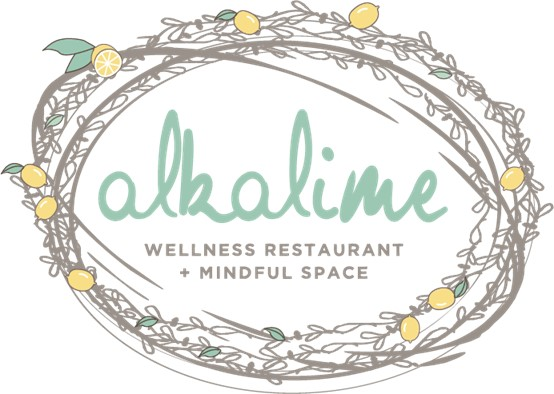 alkalime
WELLNESS RESTAURANT
+ MINDFUL SPACE